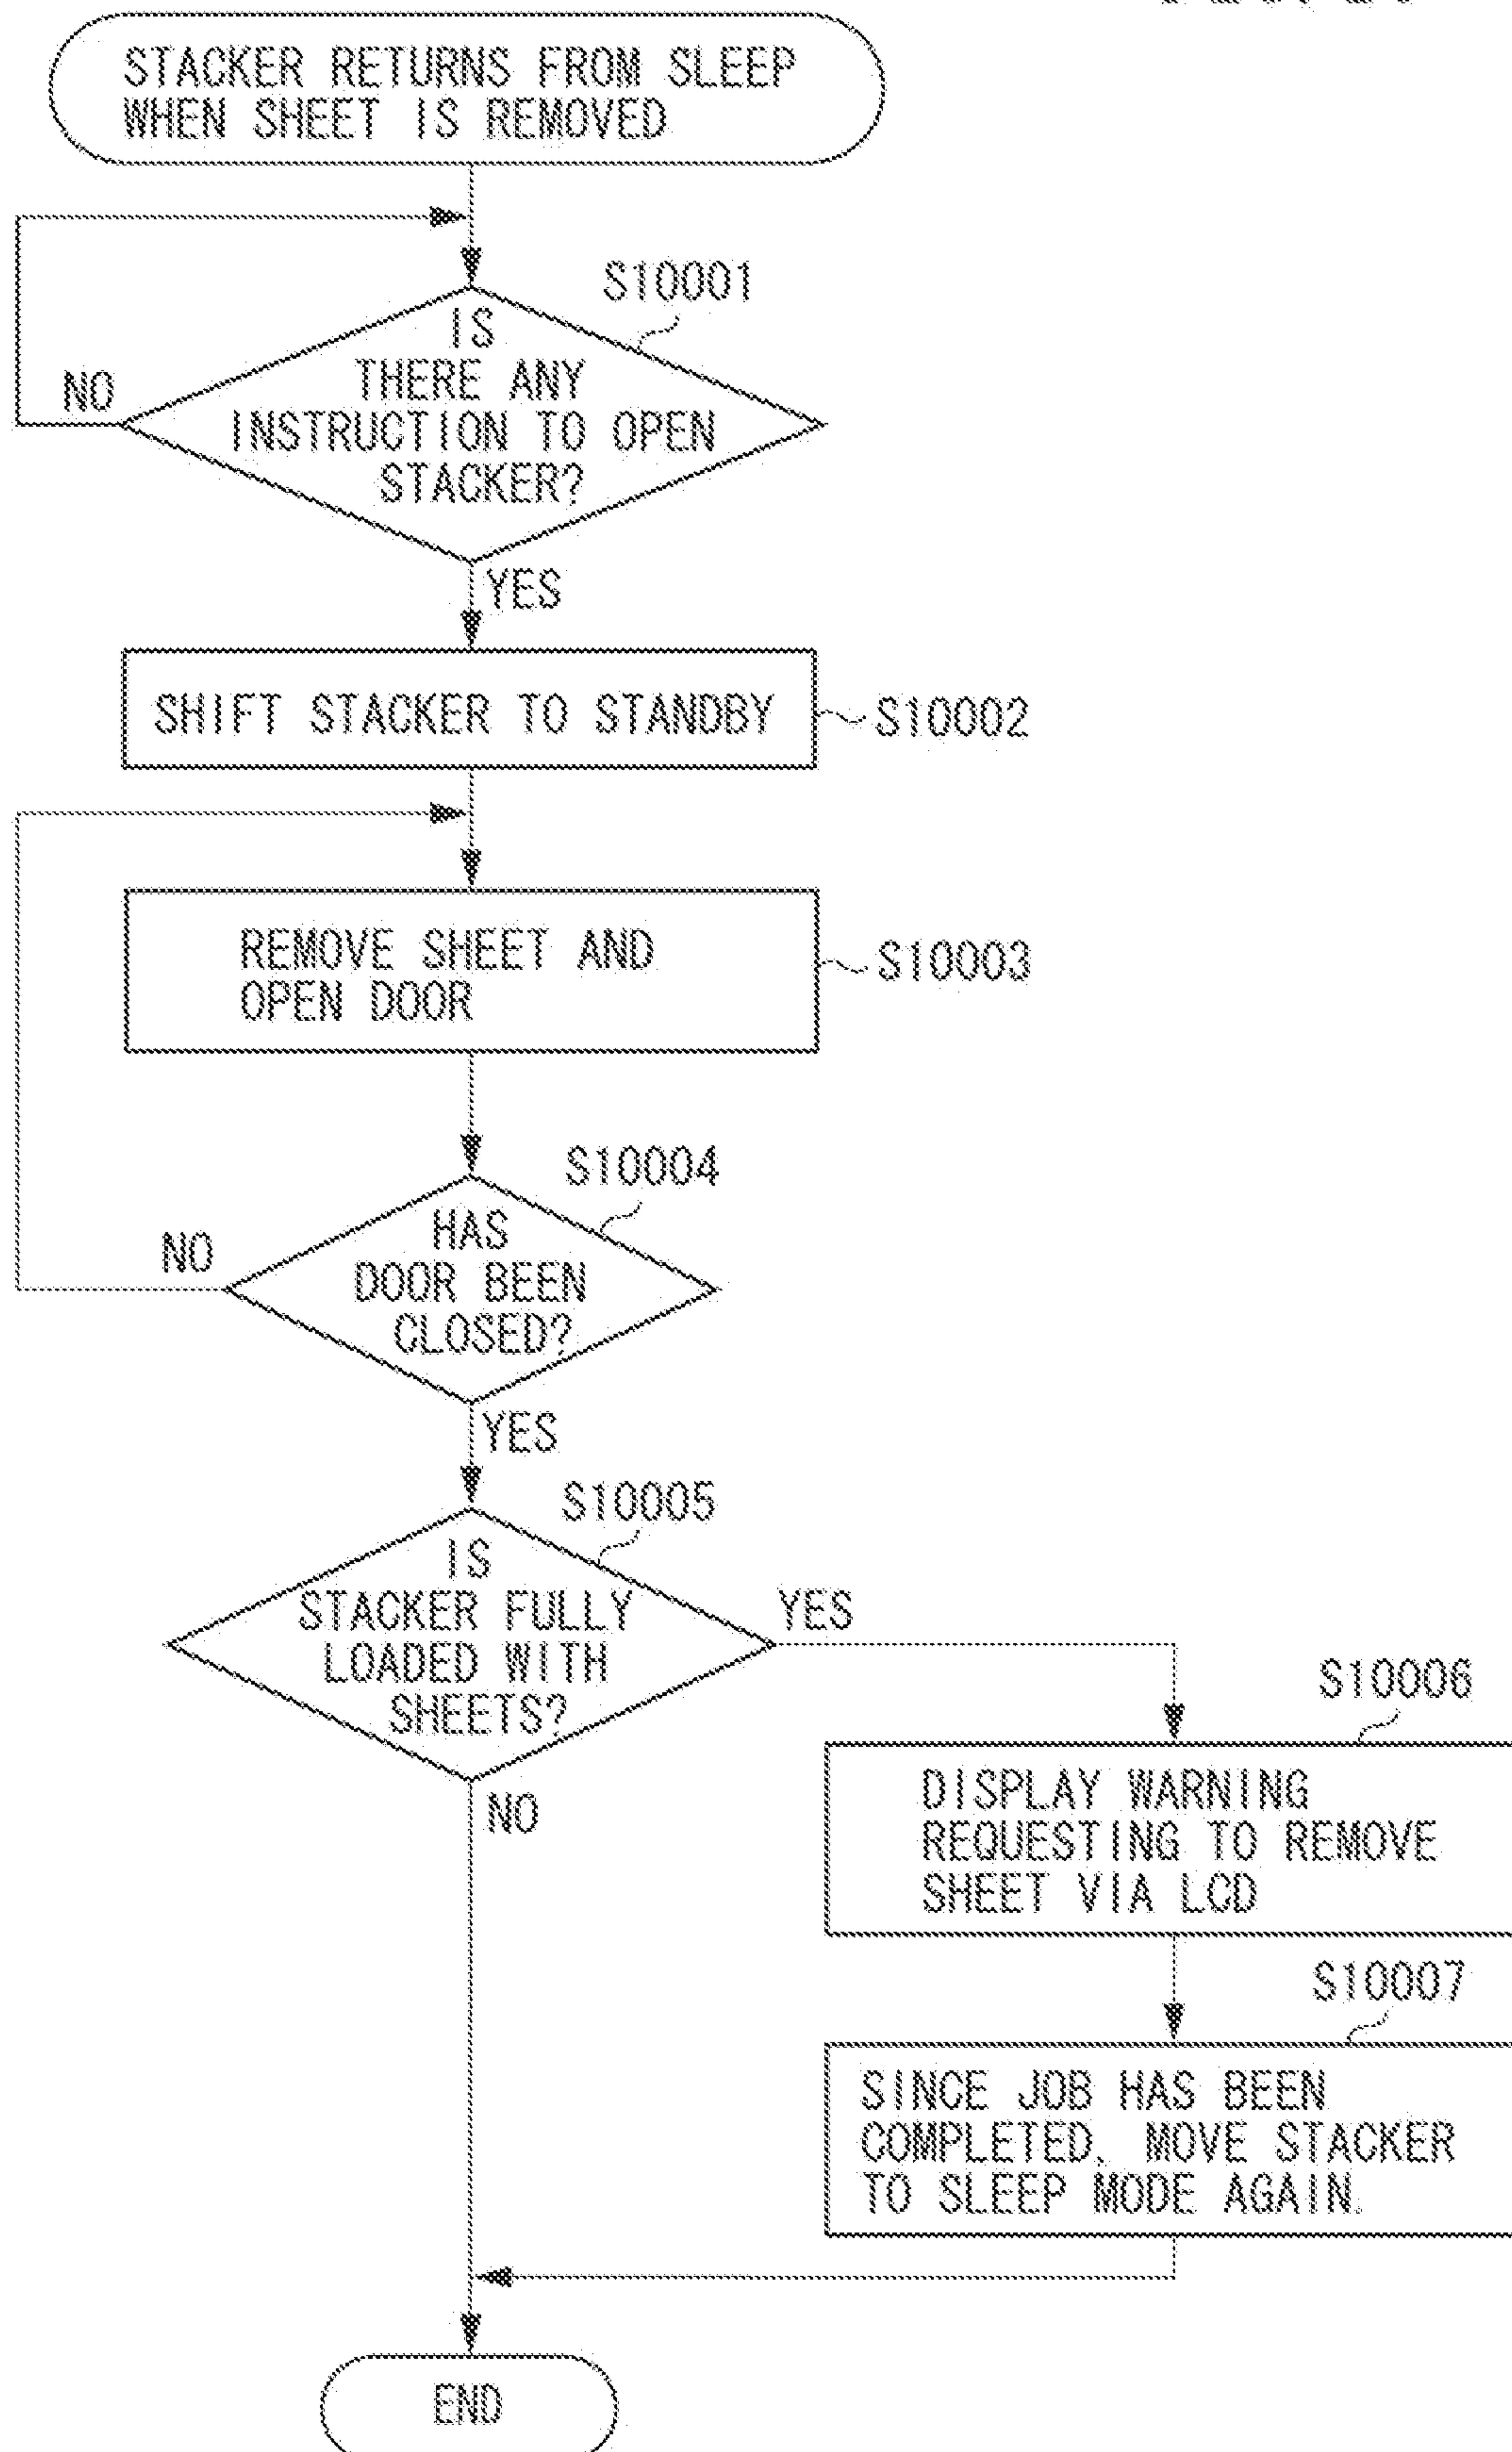 STACKER RETURNS FROM SLEEP
WHEN SHEET IS REMOVED
S10001
IS
THERE ANY
INSTRUCTION TO OPEN
STACKER?
NO
YES
SHIFT STACKER TO STANDBY
S10002
REMOVE SHEET AND
OPEN DOOR
S10003
S10004
HAS
DOOR BEEN
CLOSED?
NO
YES
S10005
IS
STACKER FULLY
LOADED WITH
SHEETS?
YES
NO
S10006
DISPLAY WARNING
REQUESTING TO REMOVE
SHEET VIA LCD
S10007
SINCE JOB HAS BEEN
COMPLETED, MOVE STACKER
TO SLEEP MODE AGAIN.
END